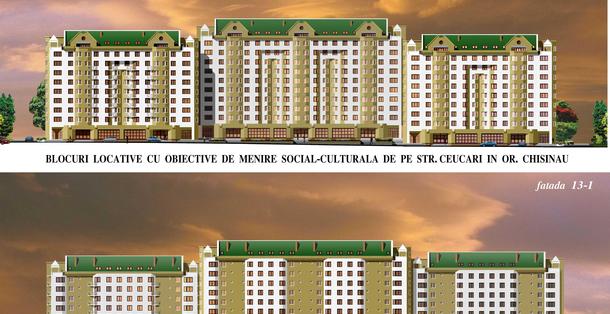 BLOCURI LOCATIVE CU OBIECTIVE DE MENIRE SOCIAL-CULTURALA DE PE STR. CEUCARI IN OR. CHISINAU
fatada 13-1